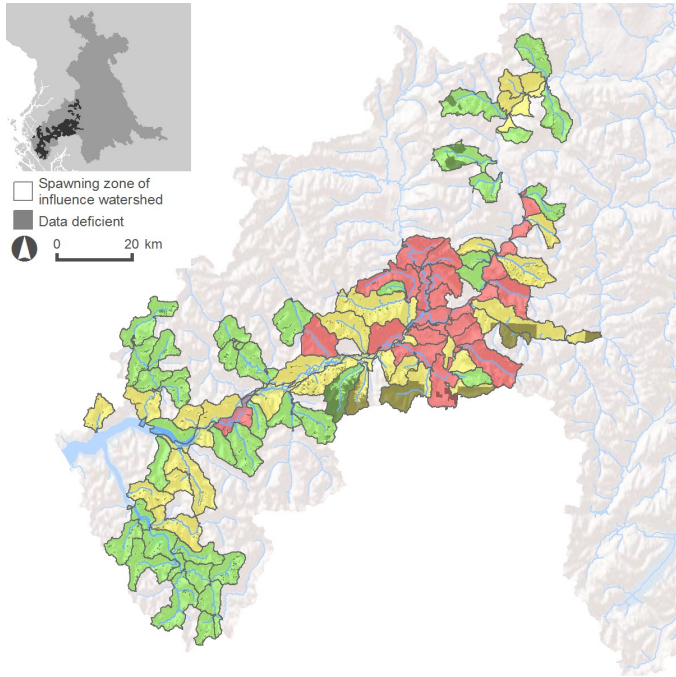 Spawning zone of
influence watershed
Data deficient
0 20 km